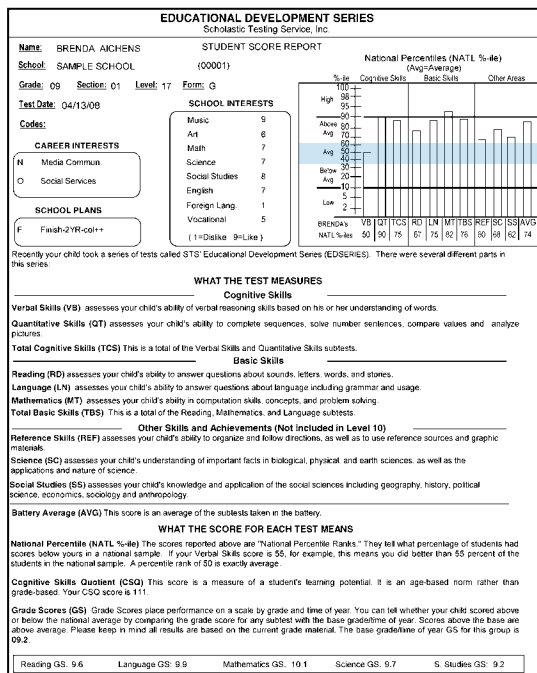 EDUCATIONAL DEVELOPMENT SERIES
Scholastic Testing Service, Inc.
Name: BRENDA AICHENS
STUDENT SCORE REPORT
School: SAMPLE SCHOOL (00001)
Grade: 09 Section: 01 Level: 17 Form: G
Test Date: 04/13/08
Codes:
CAREER INTERESTS
N Media Commun.
O Social Services
SCHOOL PLANS
F Finish-2YR-col++
SCHOOL INTERESTS
Music 9
Art 6
Math 7
Science 7
Social Studies 8
English 7
Foreign Lang. 1
Vocational 5
( 1=Dislike 9=Like )
National Percentiles (NATL %-ile)
(Avg=Average)
%-ile Cognitive Skills Basic Skills Other Areas
100
High 98
95
90
Above Avg 80
70
60
Avg 50
40
30
Below Avg 20
10
5
Low 2
BRENDA's VB QT TCS RD LN MT TBS REF SC SS AVG
NATL %-iles 50 90 75 67 75 82 76 90 68 62 74
Recently your child took a series of tests called STS' Educational Development Series (EDSERIES). There were several different parts in
this series:
WHAT THE TEST MEASURES
Cognitive Skills
Verbal Skills (VB) assesses your child's ability of verbal reasoning skills based on his or her understanding of words.
Quantitative Skills (QT) assesses your child's ability to complete sequences, solve number sentences, compare values and analyze
pictures.
Total Cognitive Skills (TCS) This is a total of the Verbal Skills and Quantitative Skills subtests.
Basic Skills
Reading (RD) assesses your child's ability to answer questions about sounds, letters, words, and stories.
Language (LN) assesses your child's ability to answer questions about language including grammar and usage.
Mathematics (MT) assesses your child's ability in computation skills, concepts, and problem solving.
Total Basic Skills (TBS) This is a total of the Reading, Mathematics, and Language subtests.
Other Skills and Achievements (Not Included in Level 10)
Reference Skills (REF) assesses your child's ability to organize and follow directions, as well as to use reference sources and graphic
materials.
Science (SC) assesses your child's understanding of important facts in biological, physical, and earth sciences, as well as the
applications and nature of science.
Social Studies (SS) assesses your child's knowledge and application of the social sciences including geography, history, political
science, economics, sociology and anthropology.
Battery Average (AVG) This score is an average of the subtests taken in the battery.
WHAT THE SCORE FOR EACH TEST MEANS
National Percentile (NATL %-ile) The scores reported above are "National Percentile Ranks." They tell what percentage of students had
scores below yours in a national sample. If your Verbal Skills score is 55, for example, this means you did better than 55 percent of the
students in the national sample. A percentile rank of 50 is exactly average.
Cognitive Skills Quotient (CSQ) This score is a measure of a student's learning potential. It is an age-based norm rather than
grade-based. Your CSQ score is 111.
Grade Scores (GS) Grade Scores place performance on a scale by grade and time of year. You can tell whether your child scored above
or below the national average by comparing the grade score for any subtest with the base grade/time of year. Scores above the base are
above average. Please keep in mind all results are based on the current grade material. The base grade/time of year GS for this group is
09.2.
Reading GS. 9.6 Language GS: 9.9 Mathematics GS. 10.1 Science GS. 9.7 S. Studies GS: 9.2